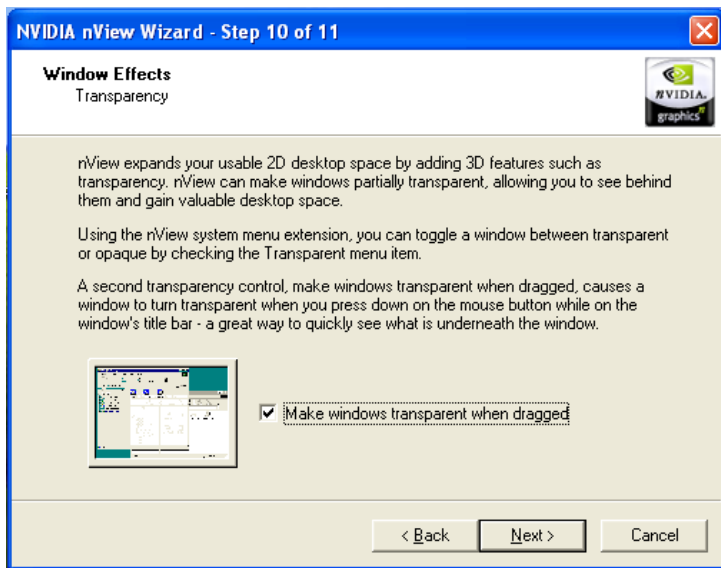 NVIDIA nView Wizard - Step 10 of 11
Window Effects
Transparency
NVIDIA.
graphics
nView expands your usable 2D desktop space by adding 3D features such as
transparency. nView can make windows partially transparent, allowing you to see behind
them and gain valuable desktop space.
Using the nView system menu extension, you can toggle a window between transparent
or opaque by checking the Transparent menu item.
A second transparency control, make windows transparent when dragged, causes a
window to turn transparent when you press down on the mouse button while on the
window's title bar - a great way to quickly see what is underneath the window.
Make windows transparent when dragged
< Back
Next >
Cancel